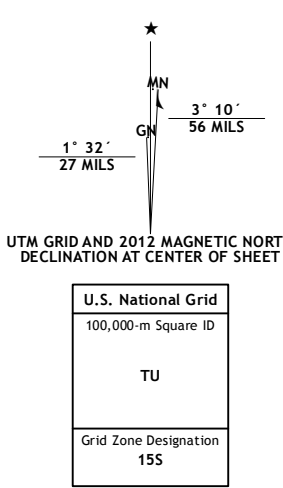 ★
MN
GN
3° 10´
56 MILS
1° 32´
27 MILS
UTM GRID AND 2012 MAGNETIC NORT
DECLINATION AT CENTER OF SHEET
U.S. National Grid
100,000-m Square ID
TU
Grid Zone Designation
15S